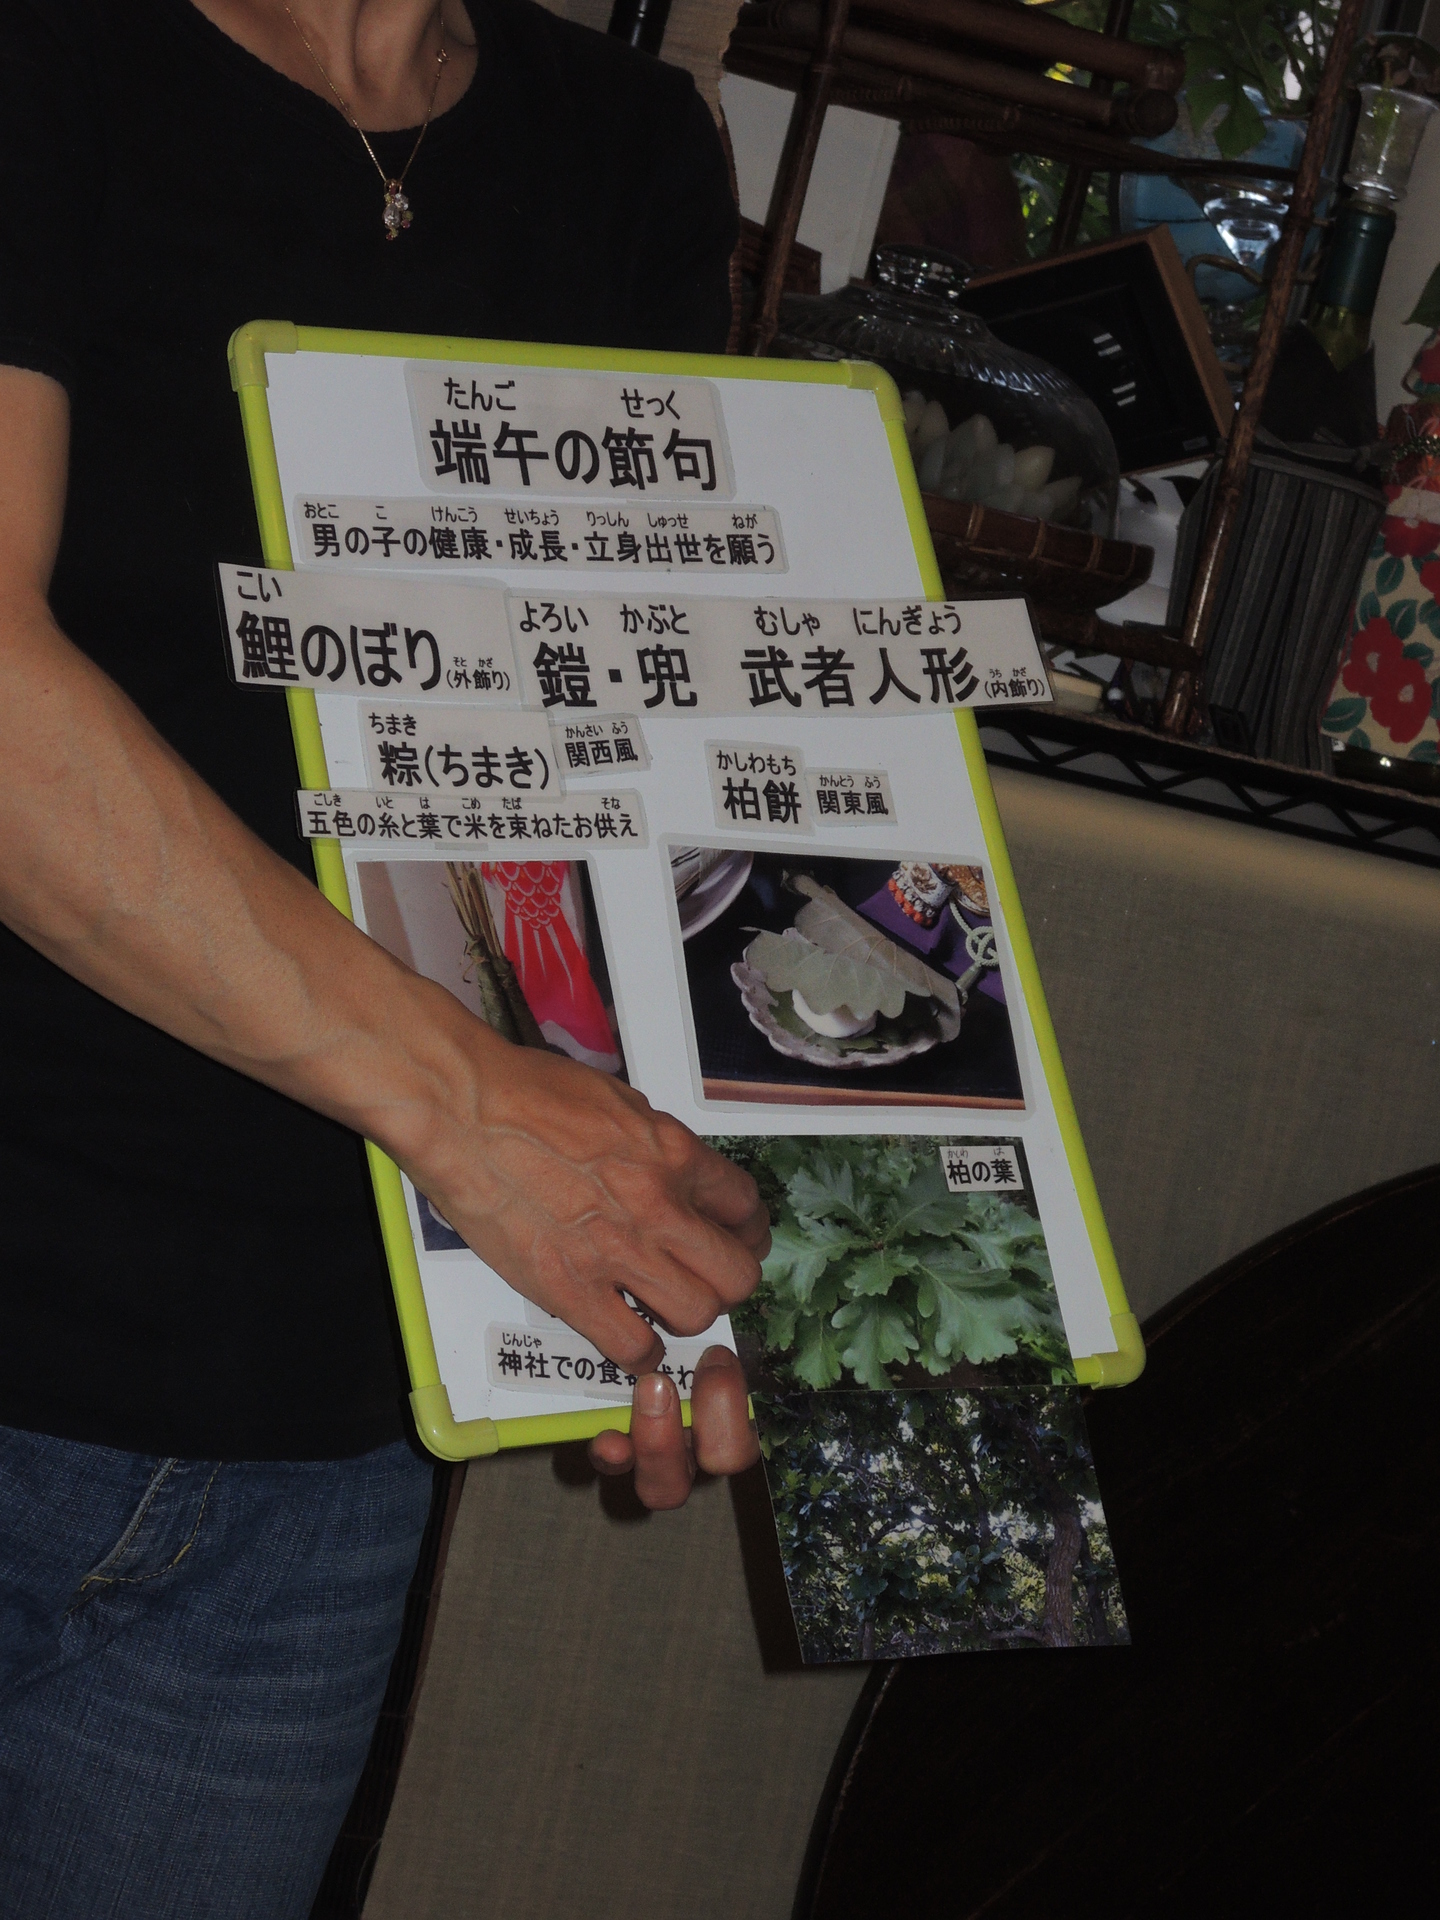 たんご せっく
端午の節句
おとこ こ けんこう せいちょう りっしん しゅっせ ねが
男の子の健康・成長・立身出世を願う
こい
鯉のぼり
そと かざ
(外飾り)
よろい かぶと むしゃ にんぎょう
鎧・兜 武者人形
うち かざ
(内飾り)
ちまき
粽(ちまき)
かんさい ふう
関西風
ごしき いと は こめ たば そな
五色の糸と葉で米を束ねたお供え
かしわもち
柏餅
かんとう ふう
関東風
かしわ は
柏の葉
じんじゃ
神社での食